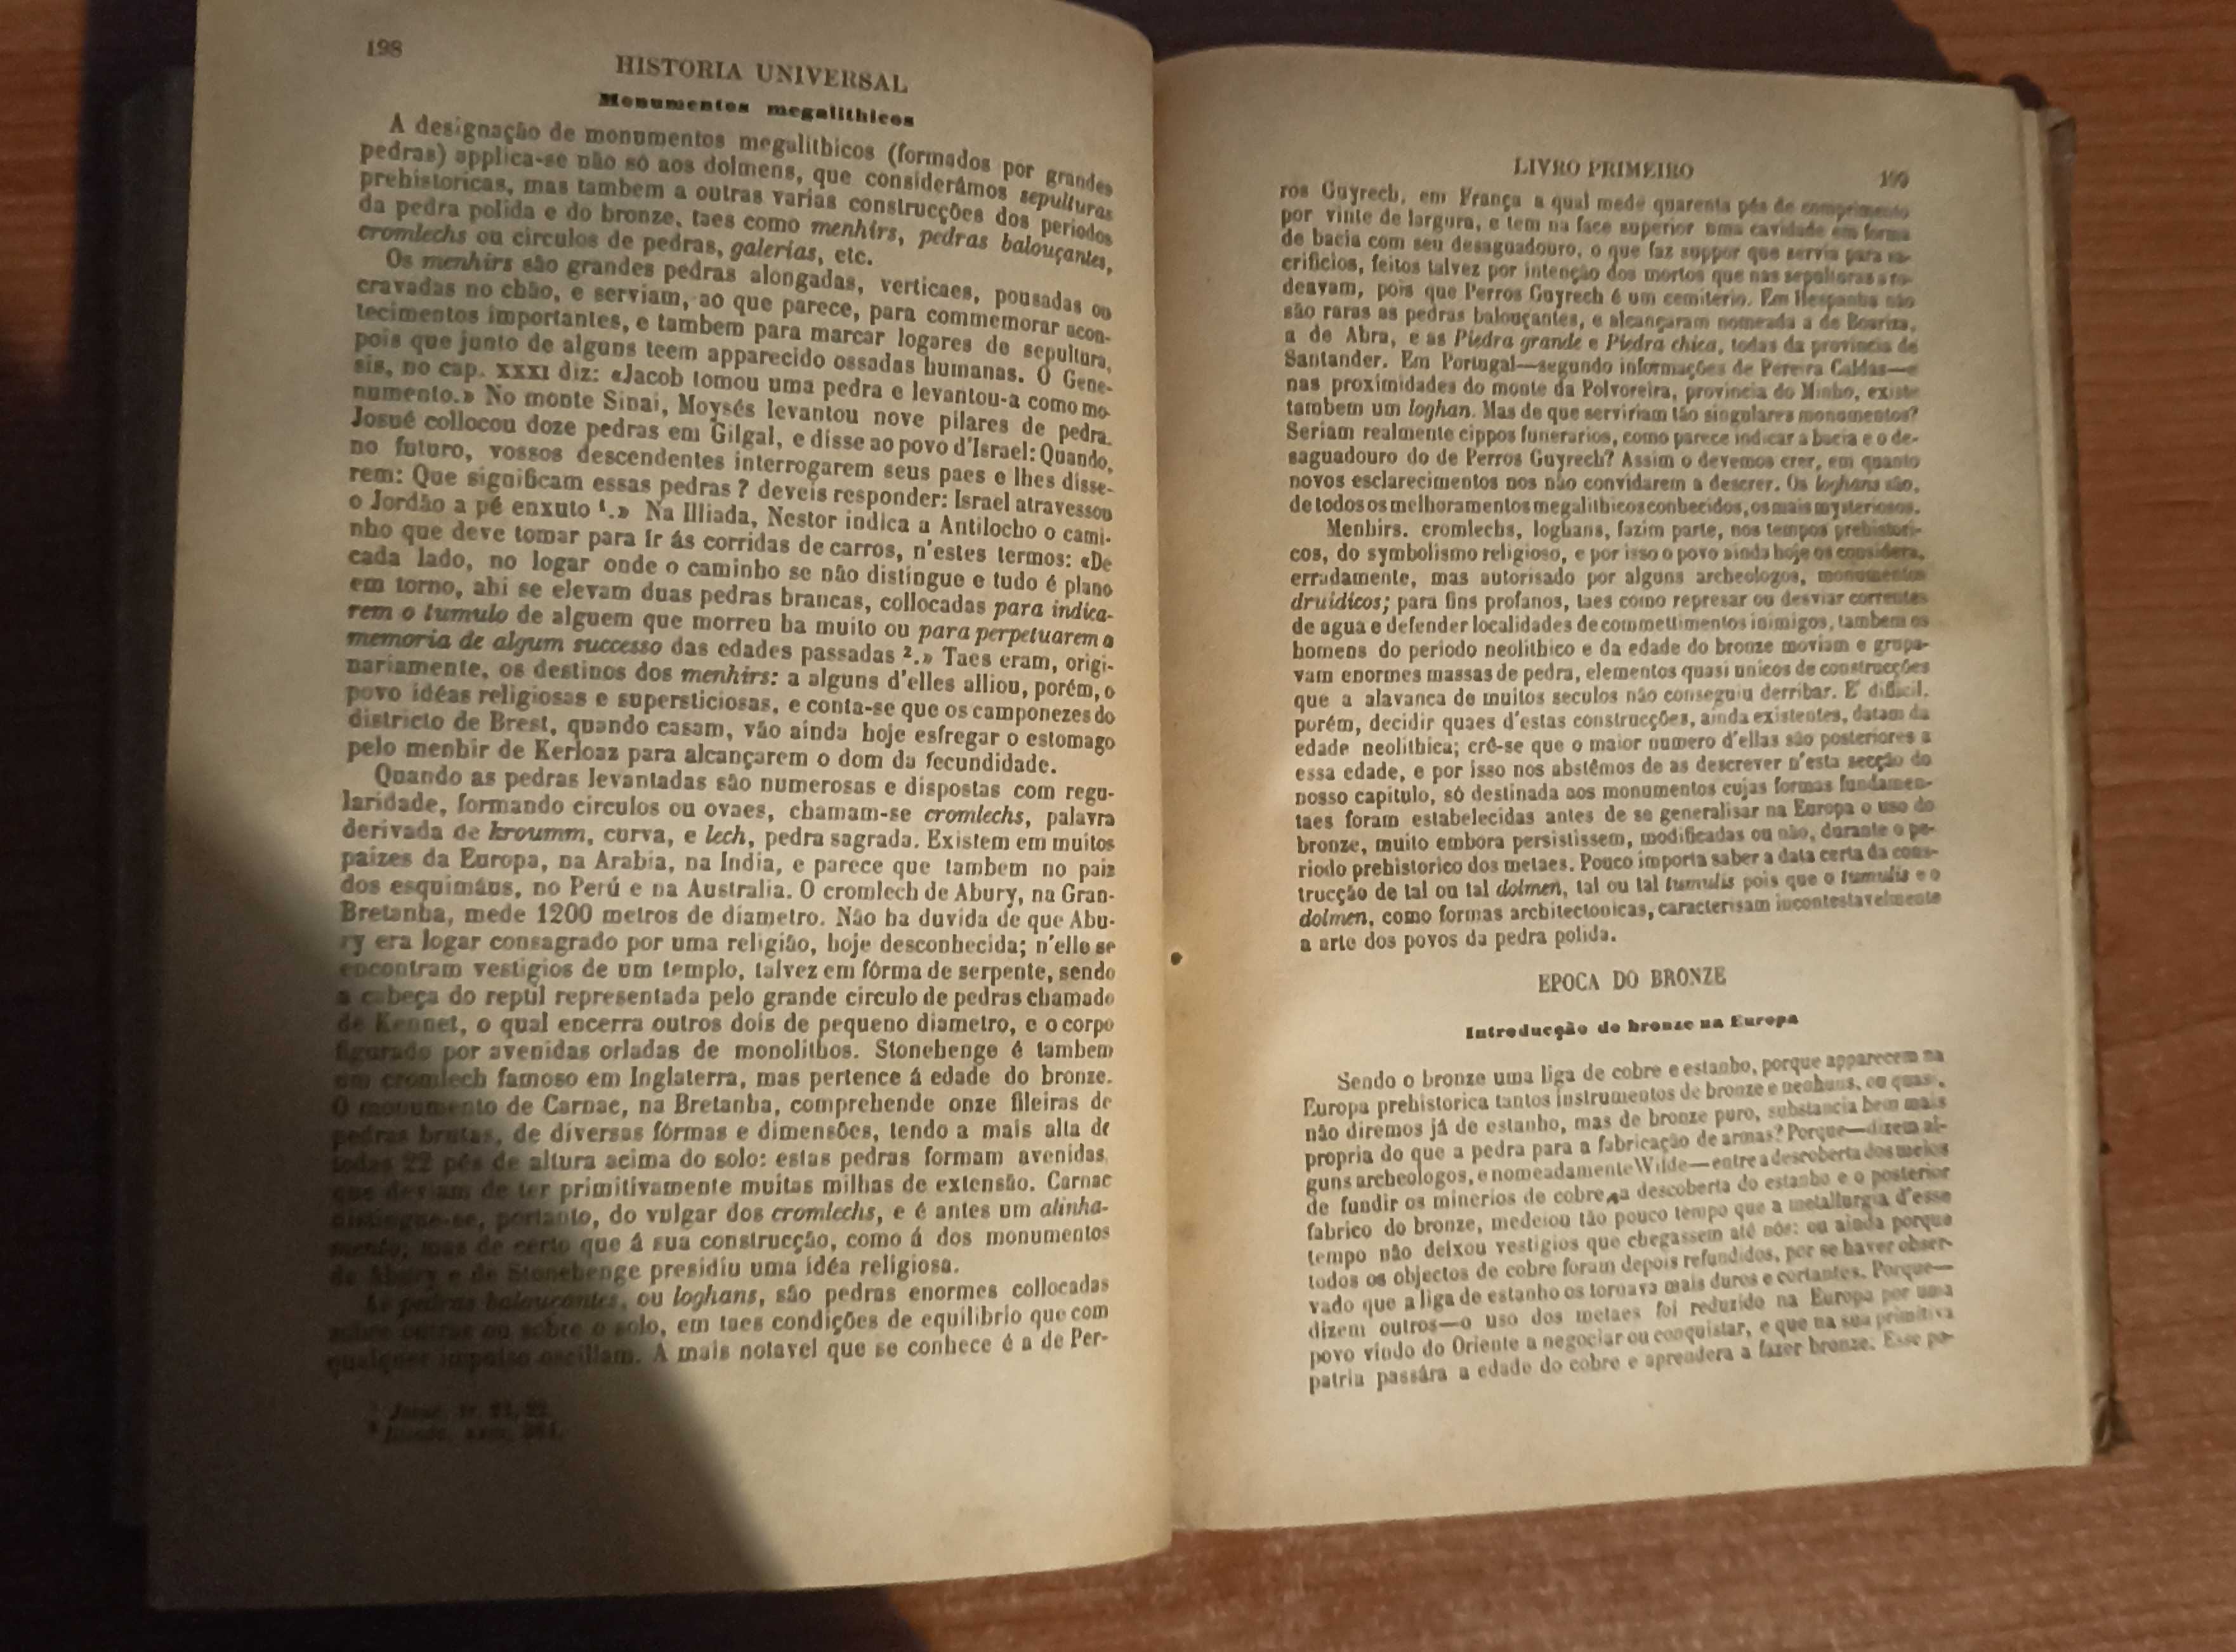 198
HISTORIA UNIVERSAL
Monumentos megalithicos
A designação de monumentos megalithicos (formados por grandes
pedras) applica-se não só aos dolmens, que considerâmos sepulturas
prehistoricas, mas tambem a outras varias construcções dos periodos
da pedra polida e do bronze, taes como menhirs, pedras balouçantes,
cromlechs ou circulos de pedras, galerias, etc.
Os menhirs são grandes pedras alongadas, verticaes, pousadas ou
cravadas no chão, e serviam, ao que parece, para commemorar acon-
tecimentos importantes, e tambem para marcar logares de sepultura,
pois que junto de alguns teem apparecido ossadas humanas. O Gene-
sis, no cap. XXXI diz: «Jacob tomou uma pedra e levantou-a como mo-
numento.» No monte Sinai, Moysés levantou nove pilares de pedra.
Josué collocou doze pedras em Gilgal, e disse ao povo d'Israel: Quando,
no futuro, vossos descendentes interrogarem seus paes e lhes disse-
rem: Que significam essas pedras? deveis responder: Israel atravessou
o Jordão a pé enxuto ¹.» Na Illiada, Nestor indica a Antilocho o cami-
nho que deve tomar para ir ás corridas de carros, n'estes termos: «De
cada lado, no logar onde o caminho se não distingue e tudo é plano
em torno, ahi se elevam duas pedras brancas, collocadas para indica-
rem o tumulo de alguem que morreu ha muito ou para perpetuarem a
memoria de algum successo das edades passadas ².» Taes eram, origi-
nariamente, os destinos dos menhirs: a alguns d'elles alliou, porém, o
povo idéas religiosas e supersticiosas, e conta-se que os camponezes do
districto de Brest, quando casam, vão ainda hoje esfregar o estomago
pelo menhir de Kerloaz para alcançarem o dom da fecundidade.
Quando as pedras levantadas são numerosas e dispostas com regu-
laridade, formando circulos ou ovaes, chamam-se cromlechs, palavra
derivada de kroumm, curva, e lech, pedra sagrada. Existem em muitos
paizes da Europa, na Arabia, na India, e parece que tambem no paiz
dos esquimáus, no Perú e na Australia. O cromlech de Abury, na Gran-
Bretanha, mede 1200 metros de diametro. Não ha duvida de que Abu-
ry era logar consagrado por uma religião, hoje desconhecida; n'elle se
encontram vestigios de um templo, talvez em fórma de serpente, sendo
a cabeça do reptil representada pelo grande circulo de pedras chamado
de Kennet, o qual encerra outros dois de pequeno diametro, e o corpo
figurado por avenidas orladas de monolithos. Stonehenge é tambem
um cromlech famoso em Inglaterra, mas pertence á edade do bronze.
O monumento de Carnac, na Bretanha, comprehende onze fileiras de
pedras brutas, de diversas fórmas e dimensões, tendo a mais alta de
todas 22 pés de altura acima do solo: estas pedras formam avenidas,
que deviam de ter primitivamente muitas milhas de extensão. Carnac
distingue-se, portanto, do vulgar dos cromlechs, e é antes um alinha-
mento; mas de certo que á sua construcção, como á dos monumentos
de Abury e de Stonehenge presidiu uma idéa religiosa.
As pedras balouçantes, ou loghans, são pedras enormes collocadas
sobre outras ou sobre o solo, em taes condições de equilibrio que com
qualquer impulso oscillam. A mais notavel que se conhece é a de Per-
¹ Josué, IV. 21, 22.
² Illiada, XXIII,
LIVRO PRIMEIRO
199
ros Guyrech, em França a qual mede quarenta pés de comprimento
por vinte de largura, e tem na face superior uma cavidade em forma
de bacia com seu desaguadouro, o que faz suppor que servia para sa-
crificios, feitos talvez por intenção dos mortos que nas sepulturas a ro-
deavam, pois que Perros Guyrech é um cemiterio. Em Hespanha não
são raras as pedras balouçantes, e alcançaram nomeada a de Boariza,
a de Abra, e as Piedra grande e Piedra chica, todas da provincia de
Santander. Em Portugal—segundo informações de Pereira Caldas—e
nas proximidades do monte da Polvoreira, provincia do Minho, existe
tambem um loghan. Mas de que serviriam tão singulares monumentos?
Seriam realmente cippos funerarios, como parece indicar a bacia e o de-
saguadouro do de Perros Guyrech? Assim o devemos crer, em quanto
novos esclarecimentos nos não convidarem a descrer. Os loghans são,
de todos os melhoramentos megalithicos conhecidos, os mais mysteriosos.
Menhirs. cromlechs, loghans, fazim parte, nos tempos prehistori-
cos, do symbolismo religioso, e por isso o povo ainda hoje os considera,
erradamente, mas autorisado por alguns archeologos, monumentos
druidicos; para fins profanos, taes como represar ou desviar correntes
de agua e defender localidades de commettimentos inimigos, tambem os
homens do periodo neolithico e da edade do bronze moviam e grupa-
vam enormes massas de pedra, elementos quasi unicos de construcções
que a alavanca de muitos seculos não conseguiu derribar. E' difficil,
porém, decidir quaes d'estas construcções, ainda existentes, datam da
edade neolithica; crê-se que o maior numero d'ellas são posteriores a
essa edade, e por isso nos abstêmos de as descrever n'esta secção do
nosso capitulo, só destinada aos monumentos cujas formas fundamen-
taes foram estabelecidas antes de se generalisar na Europa o uso do
bronze, muito embora persistissem, modificadas ou não, durante o pe-
riodo prehistorico dos metaes. Pouco importa saber a data certa da cons-
trucção de tal ou tal dolmen, tal ou tal tumulis pois que o tumulis e o
dolmen, como formas architectonicas, caracterisam incontestavelmente
a arte dos povos da pedra polida.
EPOCA DO BRONZE
Introducção do bronze na Europa
Sendo o bronze uma liga de cobre e estanho, porque apparecem na
Europa prehistorica tantos instrumentos de bronze e nenhuns, ou quasi,
não diremos já de estanho, mas de bronze puro, substancia bem mais
propria do que a pedra para a fabricação de armas? Porque—dizem al-
guns archeologos, e nomeadamente Wilde—entre a descoberta dos meios
de fundir os minerios de cobre, a descoberta do estanho e o posterior
fabrico do bronze, medeiou tão pouco tempo que a metallurgia d'esse
tempo não deixou vestigios que chegassem até nós: ou ainda porque
todos os objectos de cobre foram depois refundidos, por se haver obser-
vado que a liga de estanho os tornava mais duros e cortantes. Porque—
dizem outros—o uso dos metaes foi reduzido na Europa por uma
povo vindo do Oriente a negociar ou conquistar, e que na sua primitiva
patria passára a edade do cobre e aprendera a fazer bronze. Esse po-